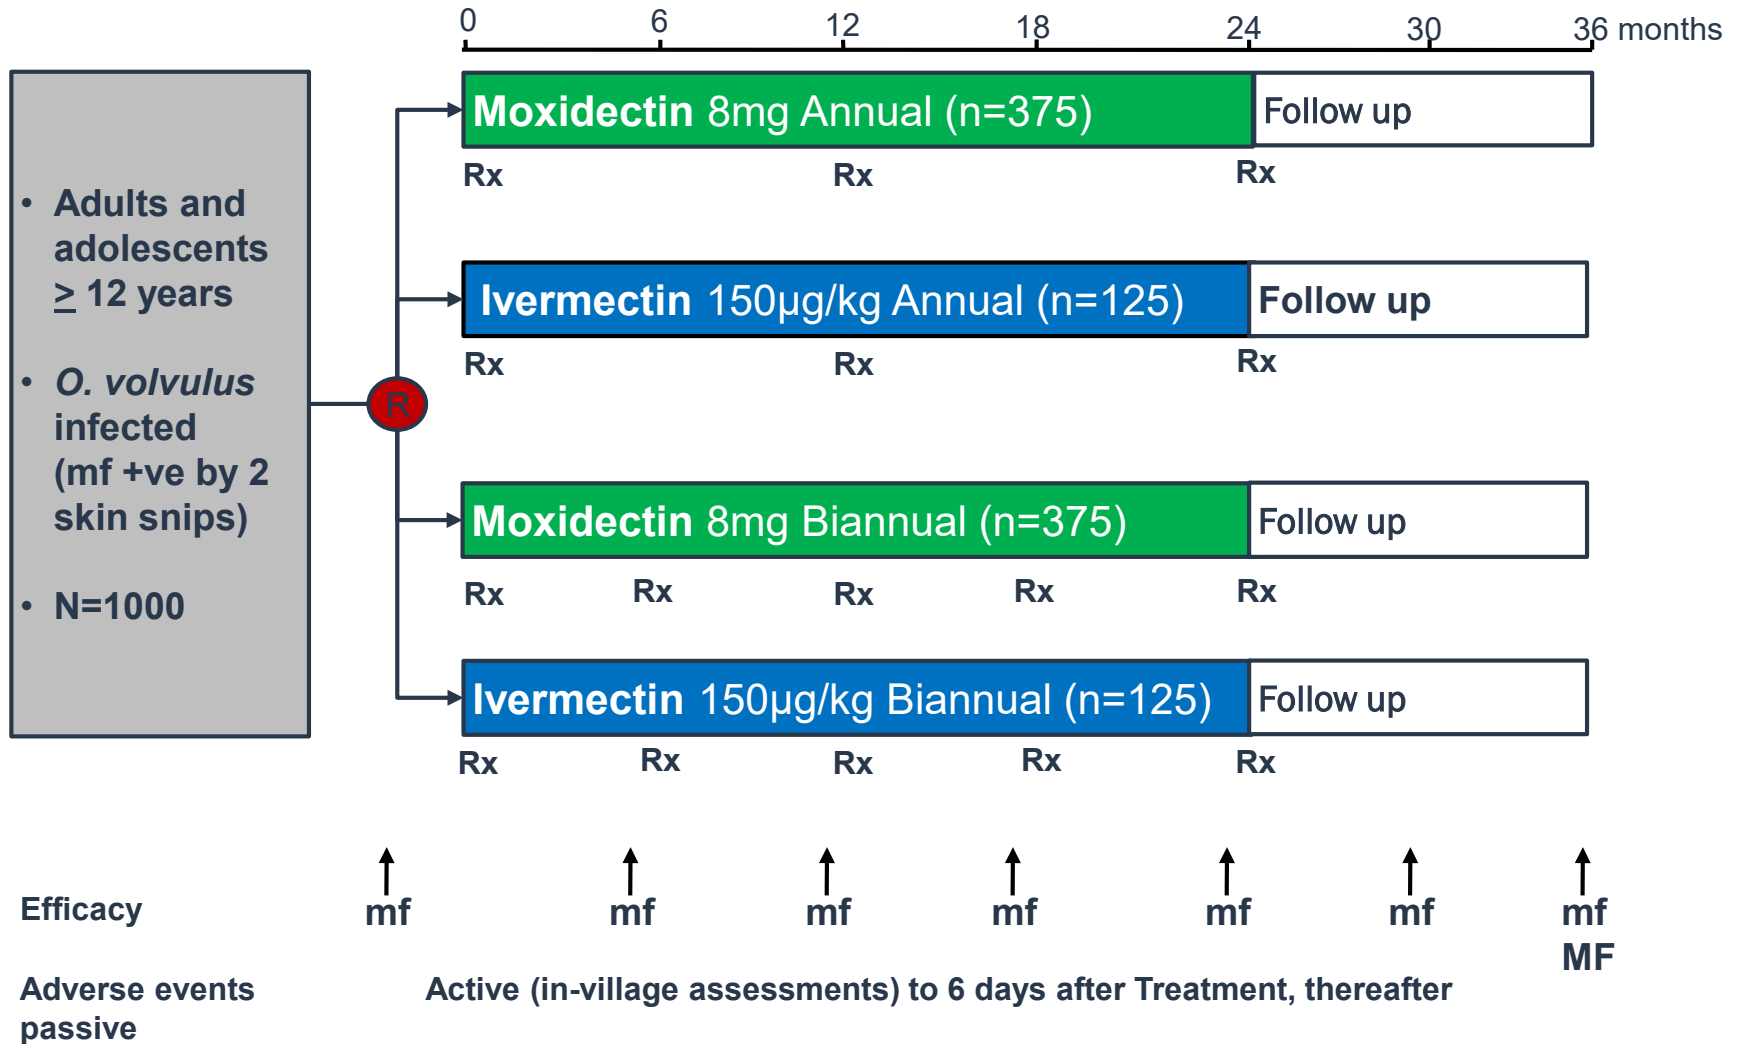 0 6 12 18 24 30 36 months
• Adults and
adolescents
≥ 12 years
• O. volvulus
infected
(mf +ve by 2
skin snips)
• N=1000
R
Moxidectin 8mg Annual (n=375) Follow up
Rx Rx Rx
Ivermectin 150µg/kg Annual (n=125) Follow up
Rx Rx Rx
Moxidectin 8mg Biannual (n=375) Follow up
Rx Rx Rx Rx Rx
Ivermectin 150µg/kg Biannual (n=125) Follow up
Rx Rx Rx Rx Rx
Efficacy mf mf mf mf mf mf mf
MF
Adverse events Active (in-village assessments) to 6 days after Treatment, thereafter
passive